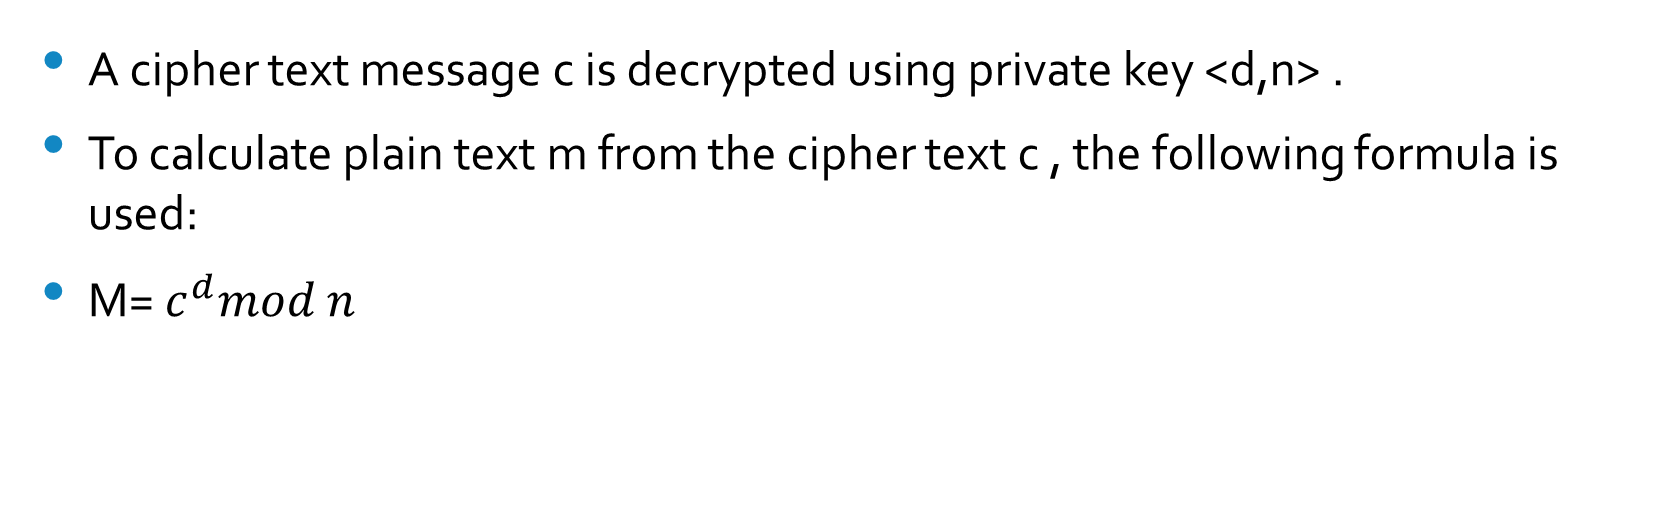 • A cipher text message c is decrypted using private key <d,n> .
• To calculate plain text m from the cipher text c , the following formula is
used:
• M= c^d mod n